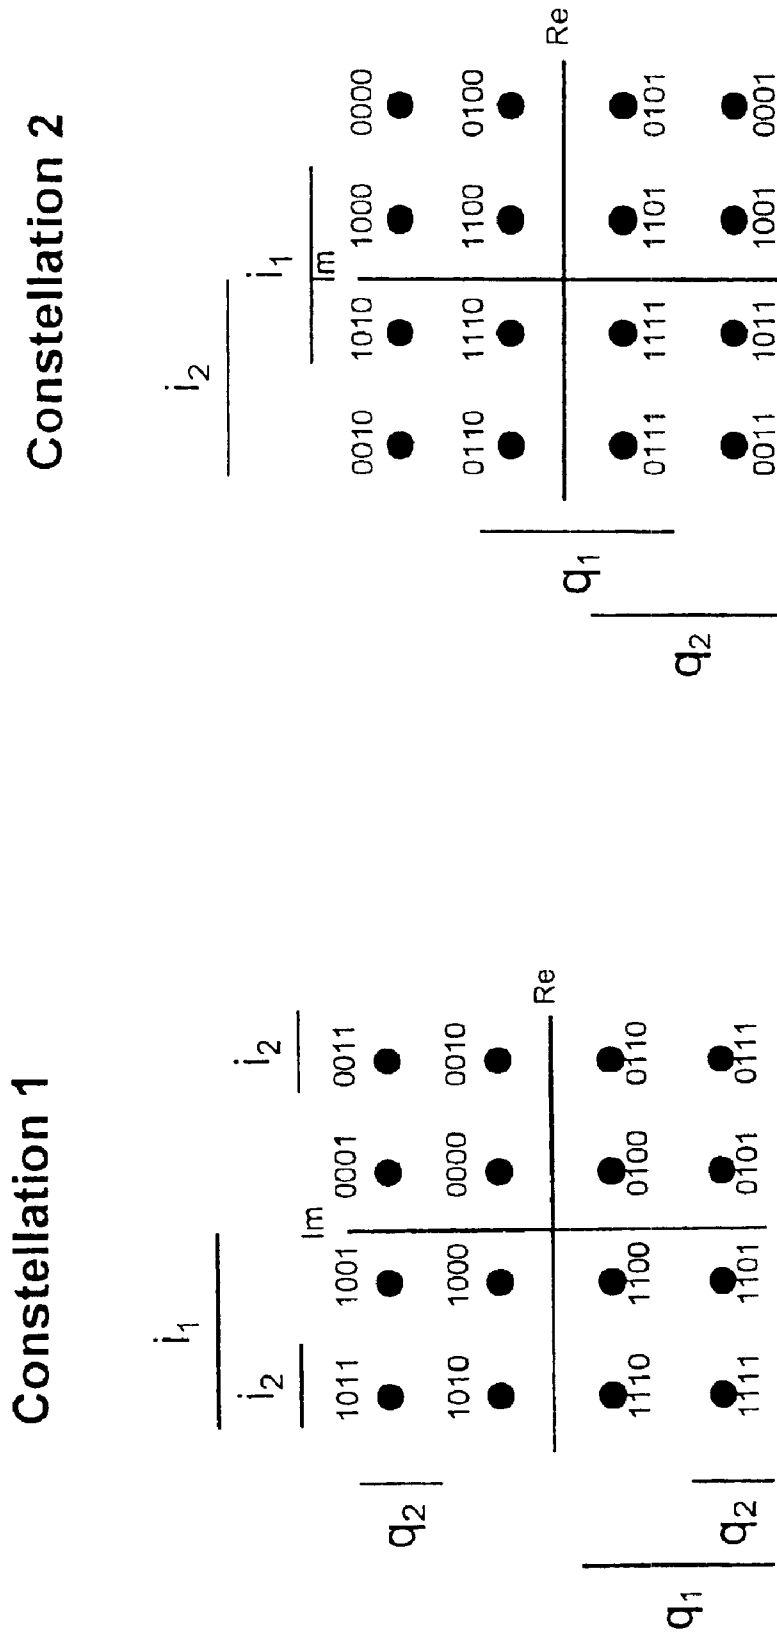 Constellation 1
i1
i2
i2
Im
1011 1001 0001 0011
q2
1010 1000 0000 0010
Re
1110 1100 0100 0110
q1
q2
1111 1101 0101 0111
Constellation 2
i2
i1
Im
0010 1010 1000 0000
0110 1110 1100 0100
Re
q1
0111 1111 1101 0101
q2
0011 1011 1001 0001